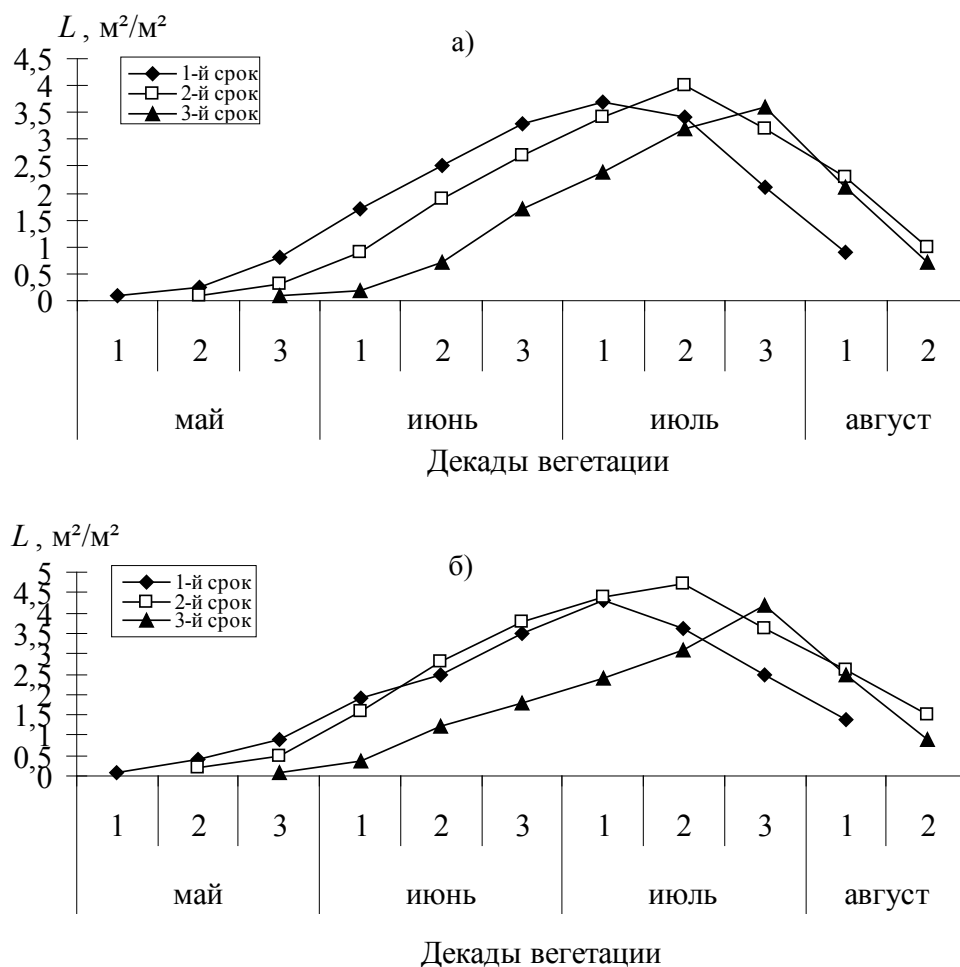 L , м²/м²
а)
4,5
4
3,5
3
2,5
2
1,5
1
0,5
0
1-й срок
2-й срок
3-й срок
1 2 3 1 2 3 1 2 3 1 2
май июнь июль август
Декады вегетации
L , м²/м²
б)
5
4,5
4
3,5
3
2,5
2
1,5
1
0,5
0
1-й срок
2-й срок
3-й срок
1 2 3 1 2 3 1 2 3 1 2
май июнь июль август
Декады вегетации